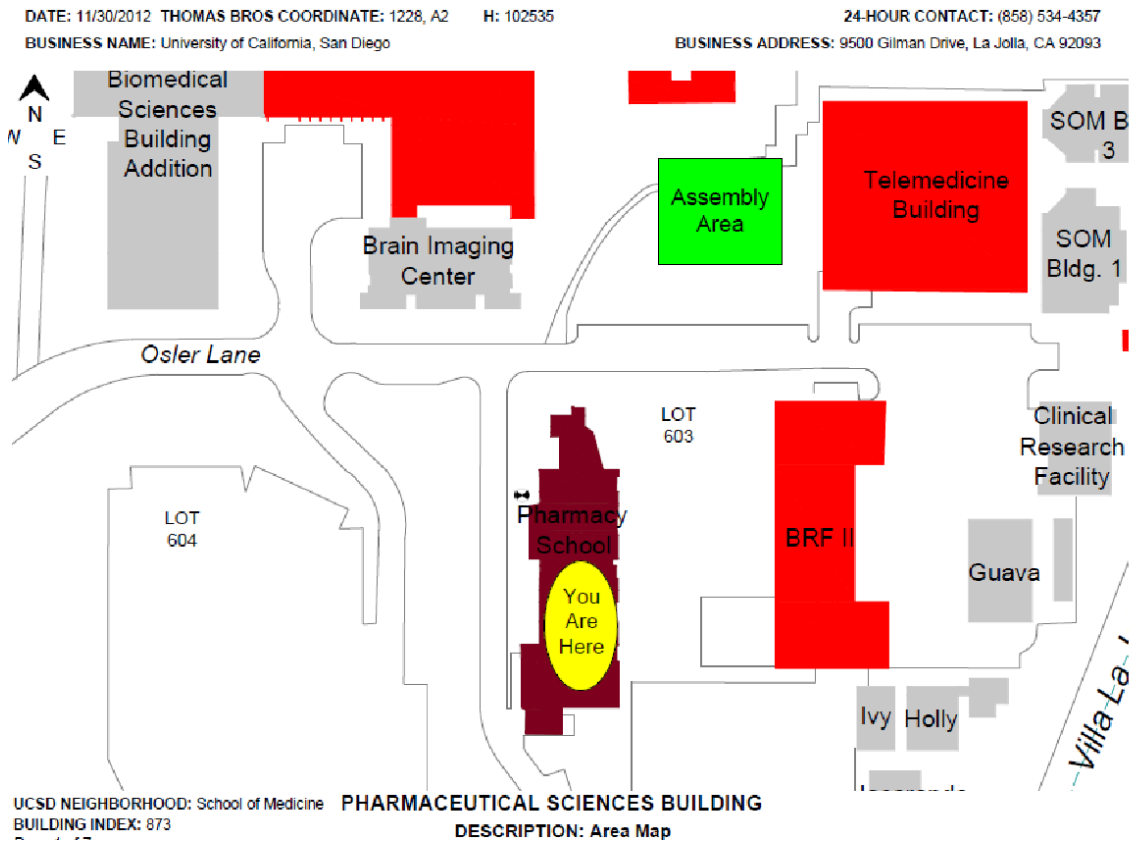 DATE: 11/30/2012 THOMAS BROS COORDINATE: 1228, A2 H: 102535
24-HOUR CONTACT: (858) 534-4357
BUSINESS NAME: University of California, San Diego
BUSINESS ADDRESS: 9500 Gilman Drive, La Jolla, CA 92093
N
W E
S
Biomedical
Sciences
Building
Addition
Brain Imaging
Center
Assembly
Area
Telemedicine
Building
SOM B
3
SOM
Bldg. 1
Osler Lane
LOT
603
Clinical
Research
Facility
LOT
604
Pharmacy
School
You
Are
Here
BRF II
Guava
Ivy
Holly
Villa La J
UCSD NEIGHBORHOOD: School of Medicine
BUILDING INDEX: 873
PHARMACEUTICAL SCIENCES BUILDING
DESCRIPTION: Area Map